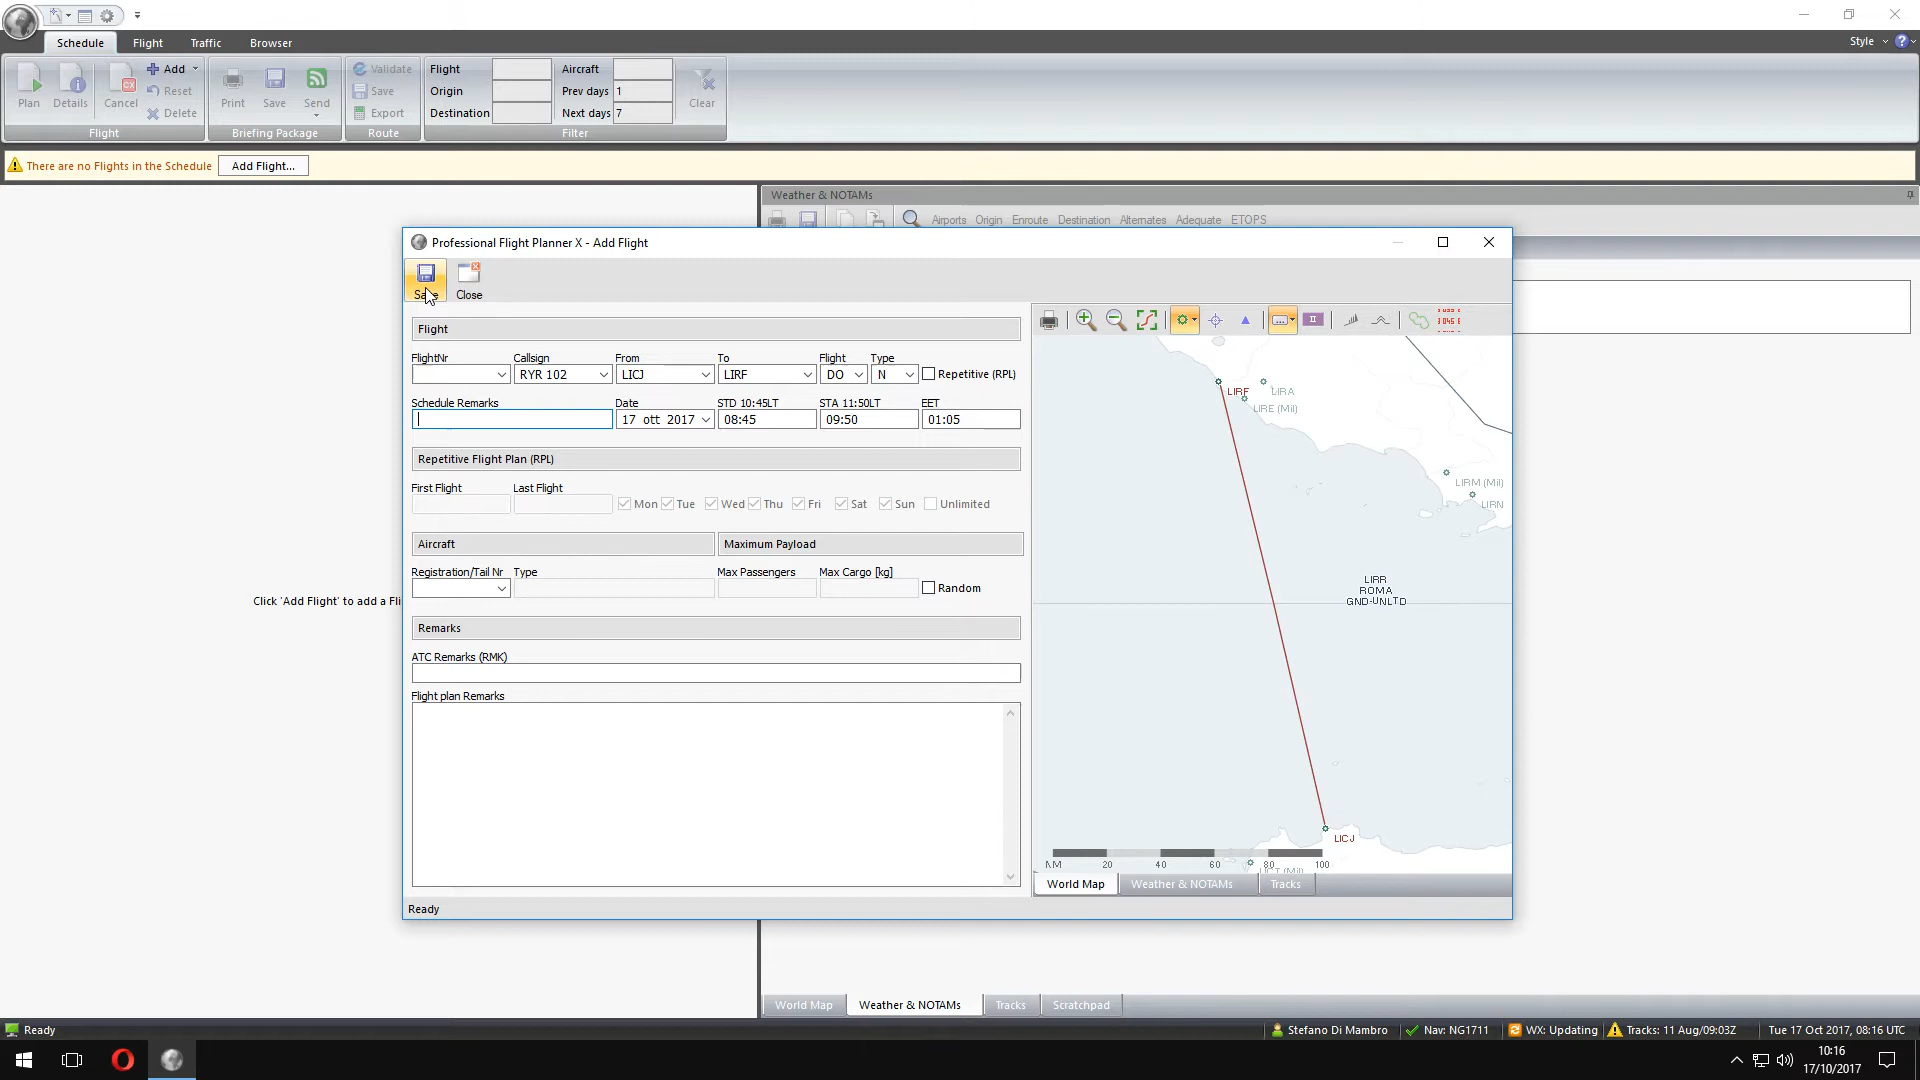 Schedule Flight Traffic Browser Style
Plan Details Cancel Add Reset Delete
Print Save Send
Validate Save Export
Flight Aircraft
Origin Prev days 1
Destination Next days 7
Clear
Flight Briefing Package Route Filter
There are no Flights in the Schedule Add Flight...
Weather & NOTAMs
Airports Origin Enroute Destination Alternates Adequate ETOPS
Professional Flight Planner X - Add Flight
Save Close
Flight
FlightNr Callsign From To Flight Type
RYR 102 LICJ LIRF DO N Repetitive (RPL)
Schedule Remarks Date STD 10:45LT STA 11:50LT EET
17 ott 2017 08:45 09:50 01:05
Repetitive Flight Plan (RPL)
First Flight Last Flight
Mon Tue Wed Thu Fri Sat Sun Unlimited
Aircraft Maximum Payload
Registration/Tail Nr Type Max Passengers Max Cargo [kg]
Random
Remarks
ATC Remarks (RMK)
Flight plan Remarks
LIRF LIRA
LIRE (Mil)
LIRM (Mil)
LIRN
LIRR
ROMA
GND-UNLTD
LICJ
NM 20 40 60 80 100
LICT (Mil)
World Map Weather & NOTAMs Tracks
Ready
Click 'Add Flight' to add a Fli
World Map Weather & NOTAMs Tracks Scratchpad
Ready Stefano Di Mambro Nav: NG1711 WX: Updating Tracks: 11 Aug/09:03Z Tue 17 Oct 2017, 08:16 UTC
10:16
17/10/2017